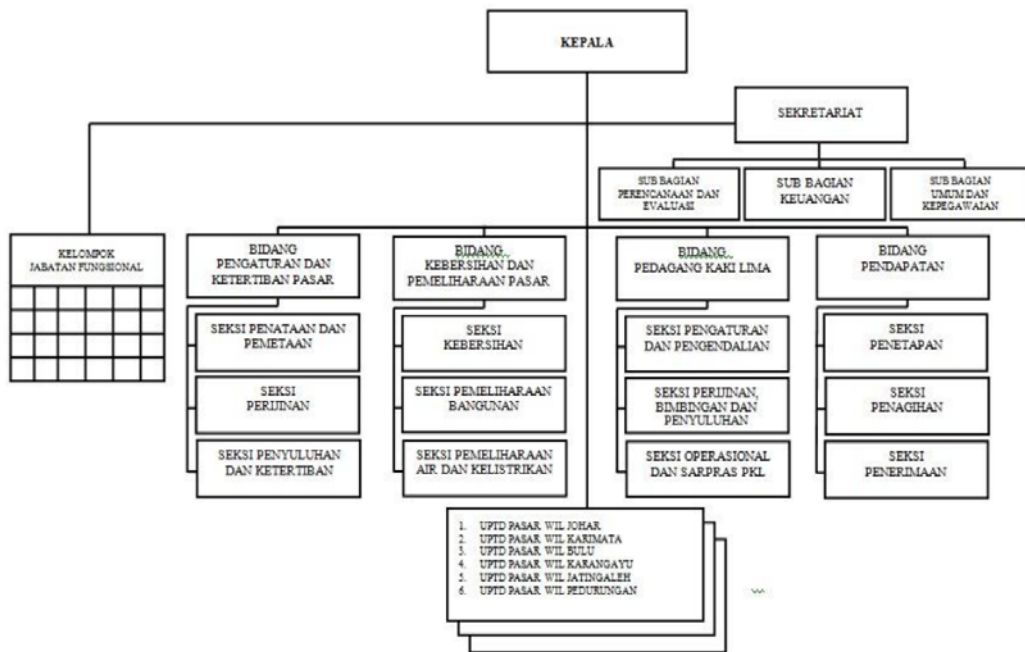 KEPALA
SEKRETARIAT
SUB BAGIAN
PERENCANAAN DAN
EVALUASI
SUB BAGIAN
KEUANGAN
SUB BAGIAN
UMUM DAN
KEPEGAWAIAN
KELOMPOK
JABATAN FUNGSIONAL
BIDANG
PENGATURAN DAN
KETERTIBAN PASAR
SEKSI PENATAAN DAN
PEMETAAN
SEKSI
PERIJINAN
SEKSI PENYULUHAN
DAN KETERTIBAN
BIDANG
KEBERSIHAN DAN
PEMELIHARAAN PASAR
SEKSI
KEBERSIHAN
SEKSI PEMELIHARAAN
BANGUNAN
SEKSI PEMELIHARAAN
AIR DAN KELISTRIKAN
BIDANG
PEDAGANG KAKI LIMA
SEKSI PENGATURAN
DAN PENGENDALIAN
SEKSI PERIJINAN,
BIMBINGAN DAN
PENYULUHAN
SEKSI OPERASIONAL
DAN SARPRAS PKL
BIDANG
PENDAPATAN
SEKSI
PENETAPAN
SEKSI
PENAGIHAN
SEKSI
PENERIMAAN
1. UPTD PASAR WIL JOHAR
2. UPTD PASAR WIL KARIMATA
3. UPTD PASAR WIL BULU
4. UPTD PASAR WIL KARANGAYU
5. UPTD PASAR WIL JATINGALEH
6. UPTD PASAR WIL PEDURUNGAN